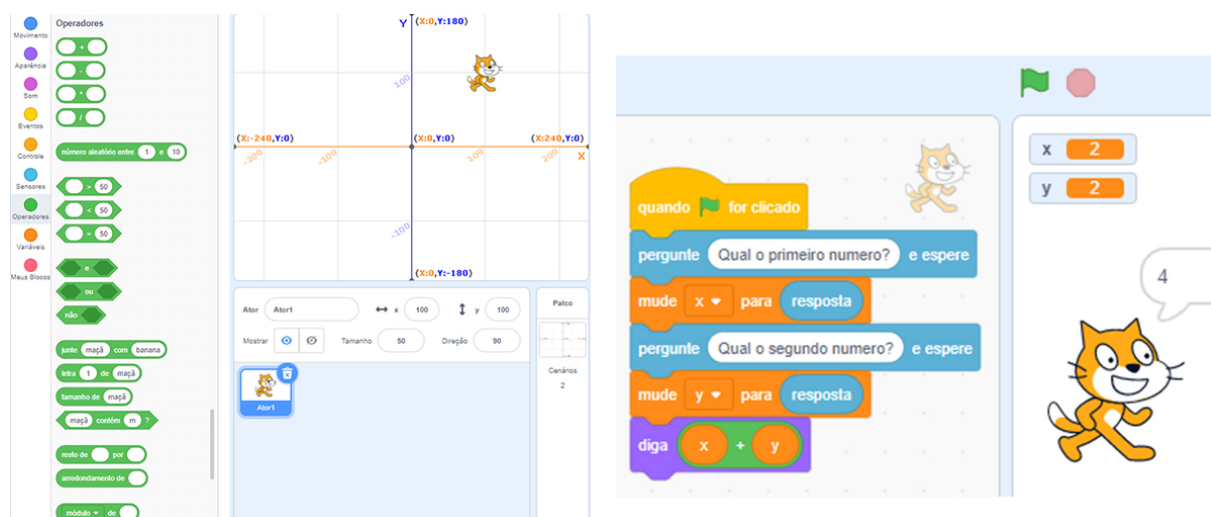 Movimento
Aparência
Som
Eventos
Controle
Sensores
Operadores
Variáveis
Meus Blocos
Operadores
+
-
*
/
número aleatório entre 1 e 10
> 50
< 50
= 50
e
ou
não
junte maçã com banana
letra 1 de maçã
tamanho de maçã
maçã contém m ?
resto de por
arredondamento de
módulo de
Y (X:0,Y:180)
100
(X:-240,Y:0) (X:0,Y:0) (X:240,Y:0)
-200 -100 100 200 X
-100
(X:0,Y:-180)
Ator Ator1 x 100 y 100
Mostrar Tamanho 50 Direção 90
Ator1
Palco
Cenários
2
quando for clicado
pergunte Qual o primeiro numero? e espere
mude x para resposta
pergunte Qual o segundo numero? e espere
mude y para resposta
diga x + y
x 2
y 2
4